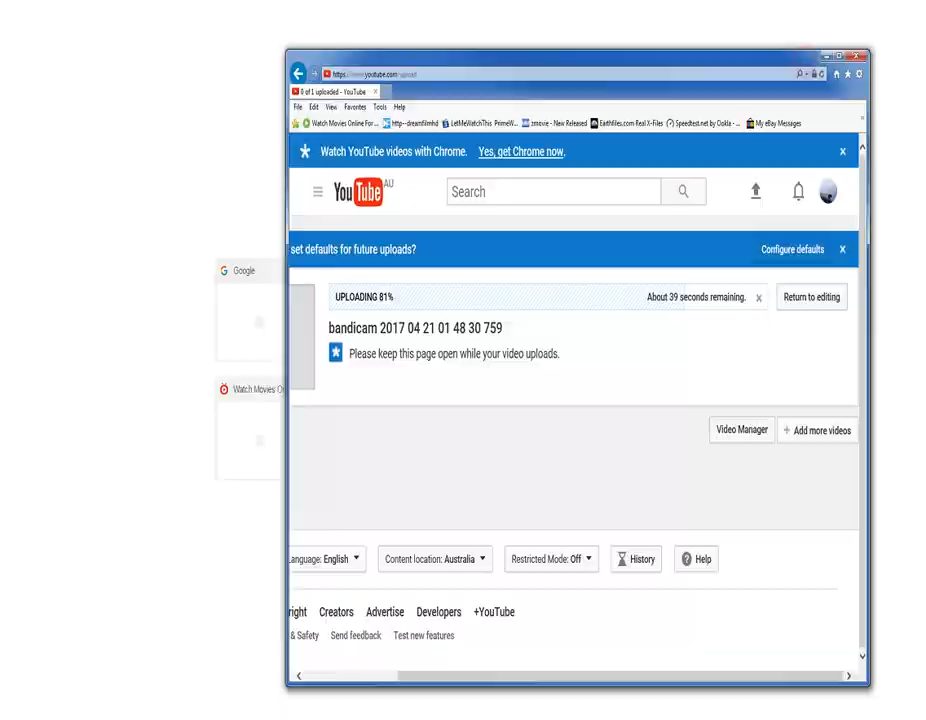 https://www.youtube.com/upload
0 of 1 uploaded - YouTube
File Edit View Favorites Tools Help
Watch Movies Online For... http--dreamfilmhd LetMeWatchThis PrimeW... zmovie - New Released Earthfiles.com Real X-Files Speedtest.net by Ookla - ... My eBay Messages
Watch YouTube videos with Chrome. Yes, get Chrome now.
YouTube AU
Search
set defaults for future uploads? Configure defaults
Google
UPLOADING 81% About 39 seconds remaining. Return to editing
bandicam 2017 04 21 01 48 30 759
Please keep this page open while your video uploads.
Watch Movies O
Video Manager + Add more videos
anguage: English Content location: Australia Restricted Mode: Off History Help
right Creators Advertise Developers +YouTube
& Safety Send feedback Test new features